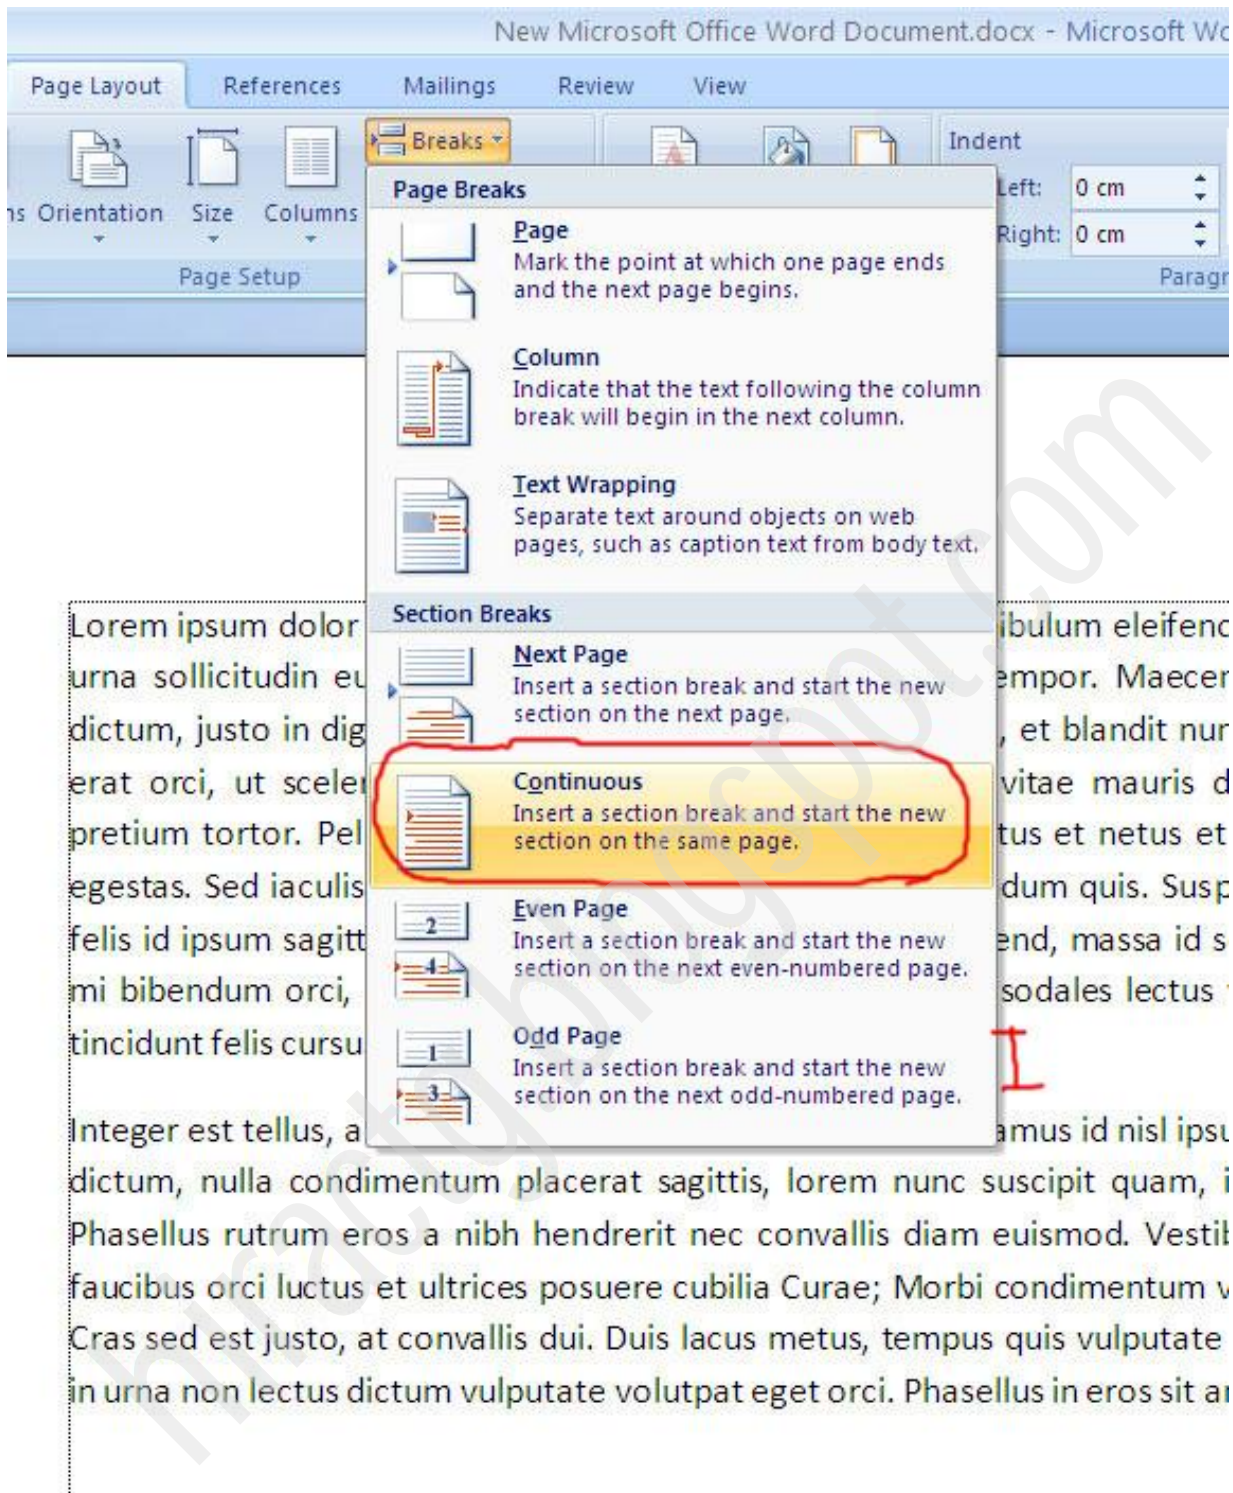 New Microsoft Office Word Document.docx - Microsoft Wo
Page Layout References Mailings Review View
Breaks
Indent
Left: 0 cm
Right: 0 cm
ns Orientation Size Columns
Page Setup
Paragr
Page Breaks
Page
Mark the point at which one page ends
and the next page begins.
Column
Indicate that the text following the column
break will begin in the next column.
Text Wrapping
Separate text around objects on web
pages, such as caption text from body text.
Section Breaks
Next Page
Insert a section break and start the new
section on the next page.
Continuous
Insert a section break and start the new
section on the same page.
Even Page
2
Insert a section break and start the new
section on the next even-numbered page.
4
Odd Page
1
Insert a section break and start the new
section on the next odd-numbered page.
3
Lorem ipsum dolor ibulum eleifend
urna sollicitudin eu empor. Maecen
dictum, justo in dig , et blandit nun
erat orci, ut sceler vitae mauris d
pretium tortor. Pel tus et netus et
egestas. Sed iaculis dum quis. Susp
felis id ipsum sagitt end, massa id s
mi bibendum orci, sodales lectus
tincidunt felis cursu
I
Integer est tellus, a amus id nisl ipsu
dictum, nulla condimentum placerat sagittis, lorem nunc suscipit quam, i
Phasellus rutrum eros a nibh hendrerit nec convallis diam euismod. Vestib
faucibus orci luctus et ultrices posuere cubilia Curae; Morbi condimentum v
Cras sed est justo, at convallis dui. Duis lacus metus, tempus quis vulputate
in urna non lectus dictum vulputate volutpat eget orci. Phasellus in eros sit am